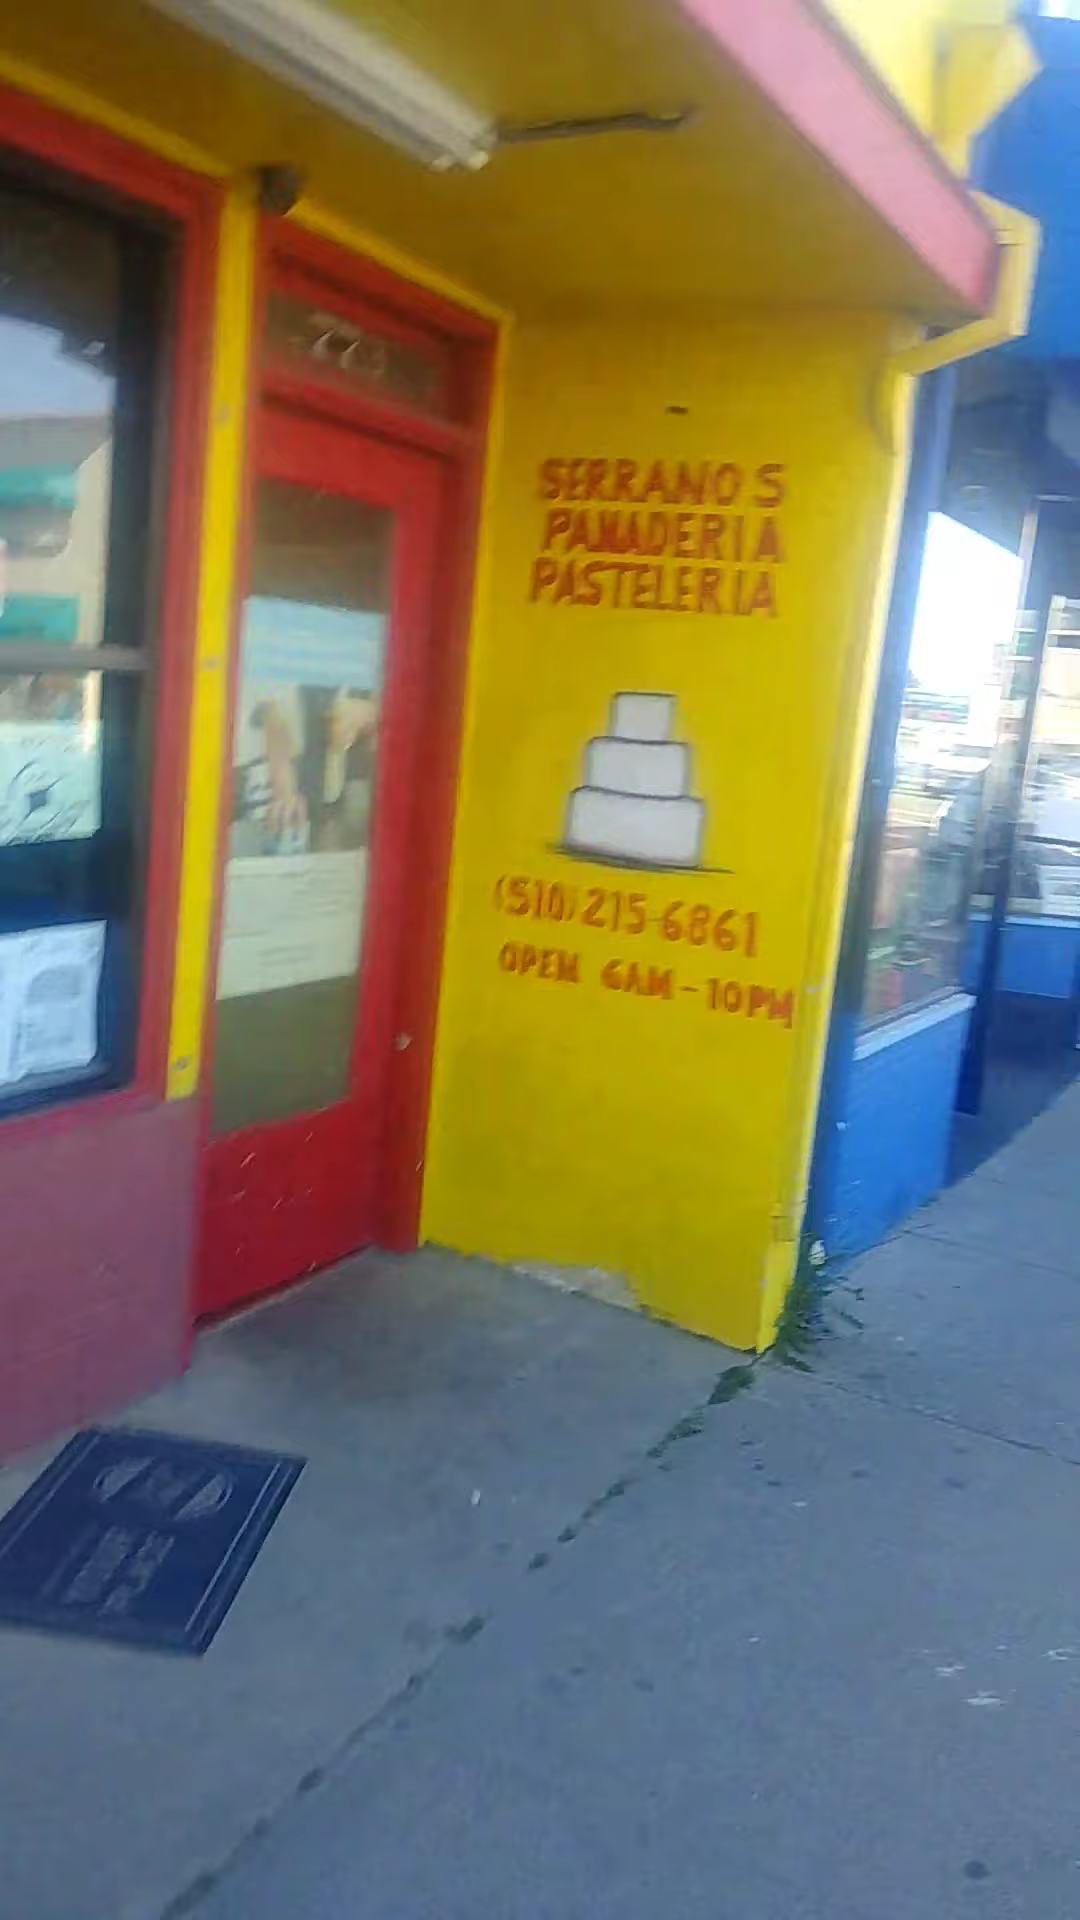 SERRANO S
PANADERIA
PASTELERIA
(510) 215-6861
OPEN 6AM-10PM